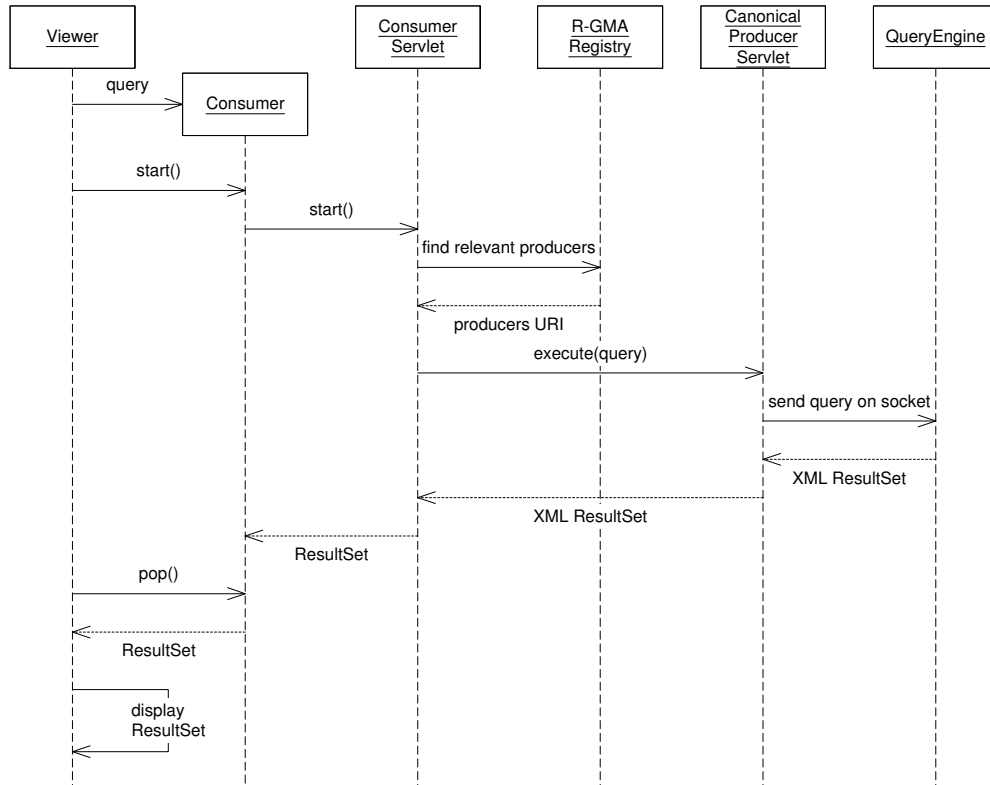 Viewer
Consumer
Servlet
R-GMA
Registry
Canonical
Producer
Servlet
QueryEngine
query
Consumer
start()
start()
find relevant producers
producers URI
execute(query)
send query on socket
XML ResultSet
XML ResultSet
ResultSet
pop()
ResultSet
display
ResultSet